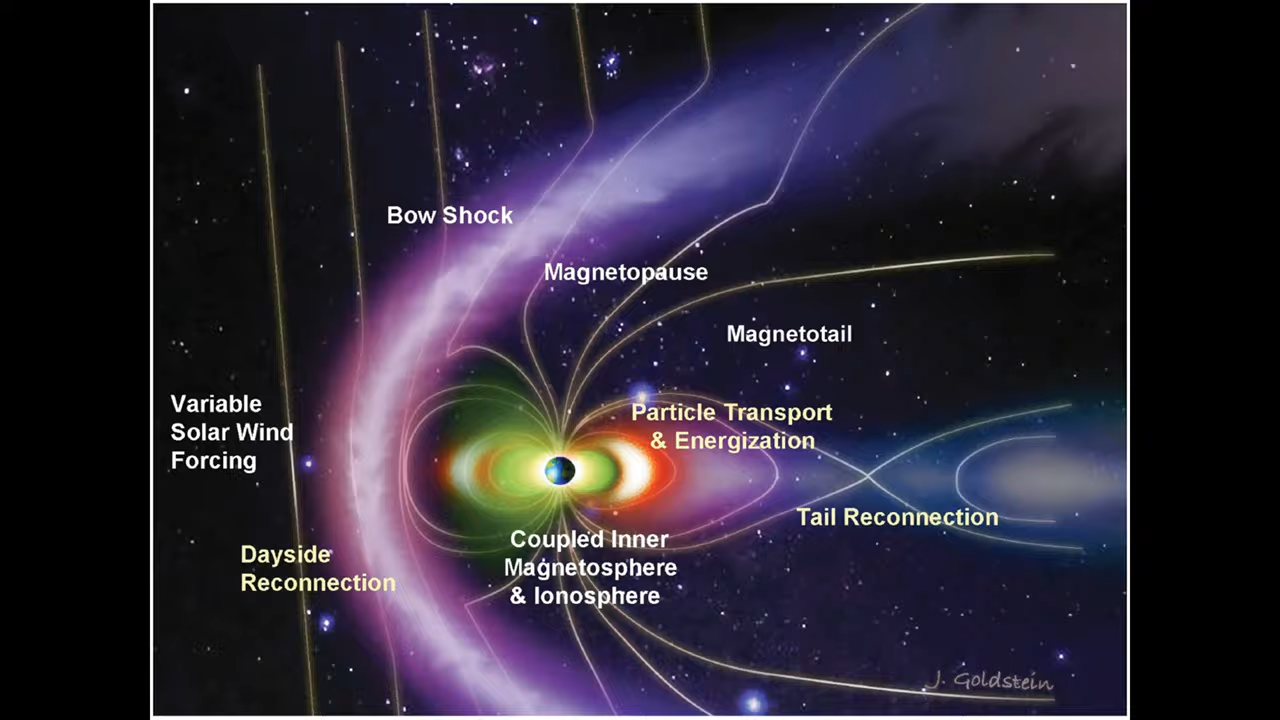 Bow Shock
Magnetopause
Magnetotail
Variable
Solar Wind
Forcing
Particle Transport
& Energization
Tail Reconnection
Dayside
Reconnection
Coupled Inner
Magnetosphere
& Ionosphere
J. Goldstein